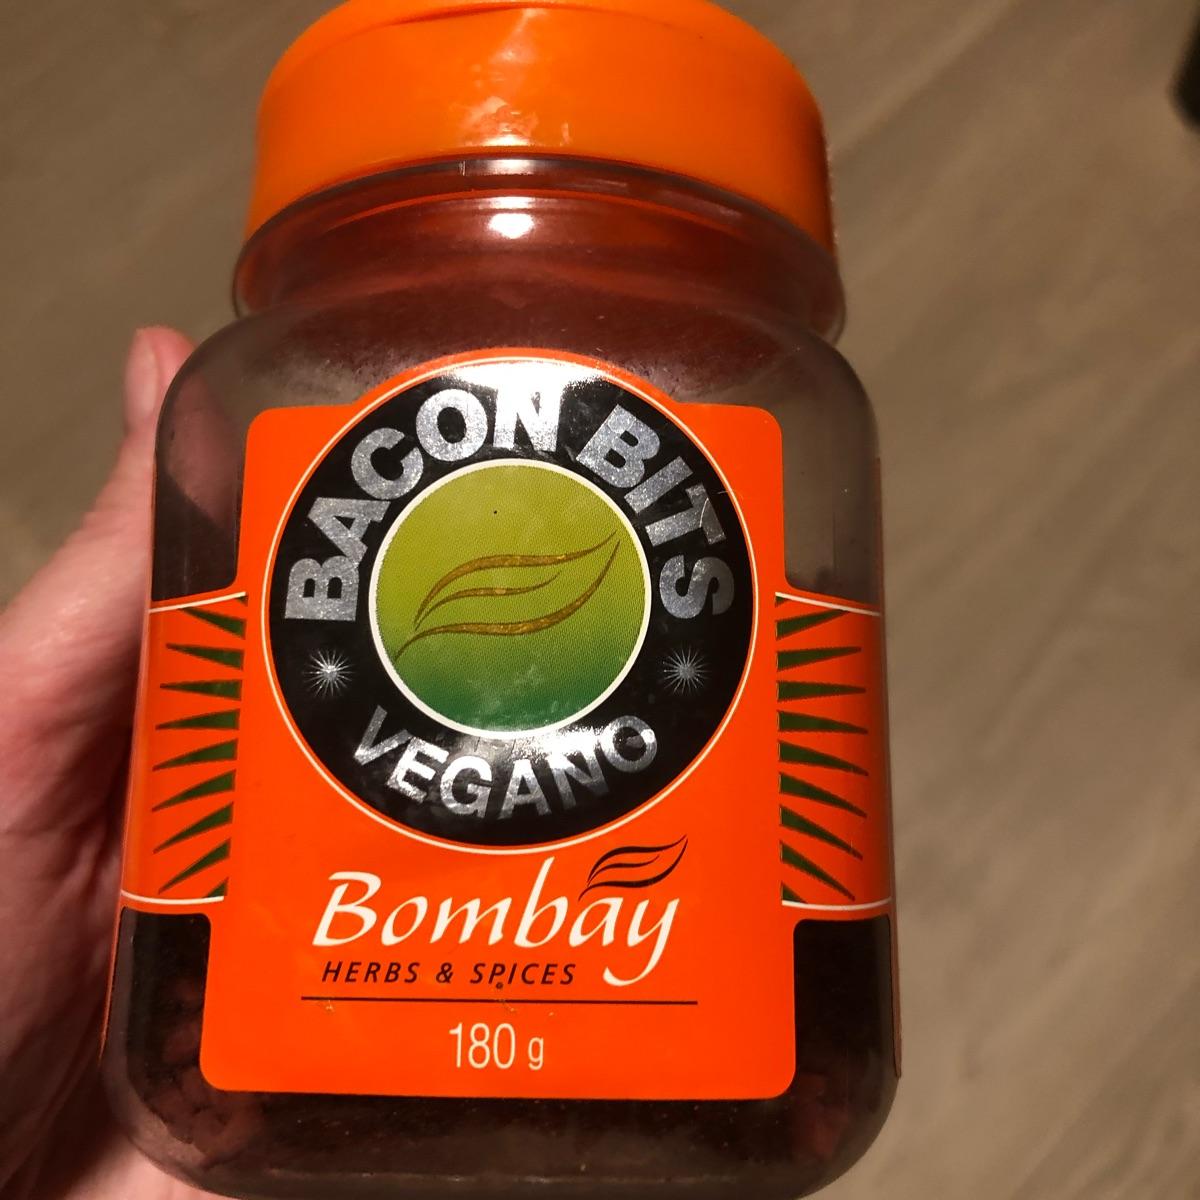 BACON BITS
VEGANO
Bombay
HERBS & SPICES
180 g